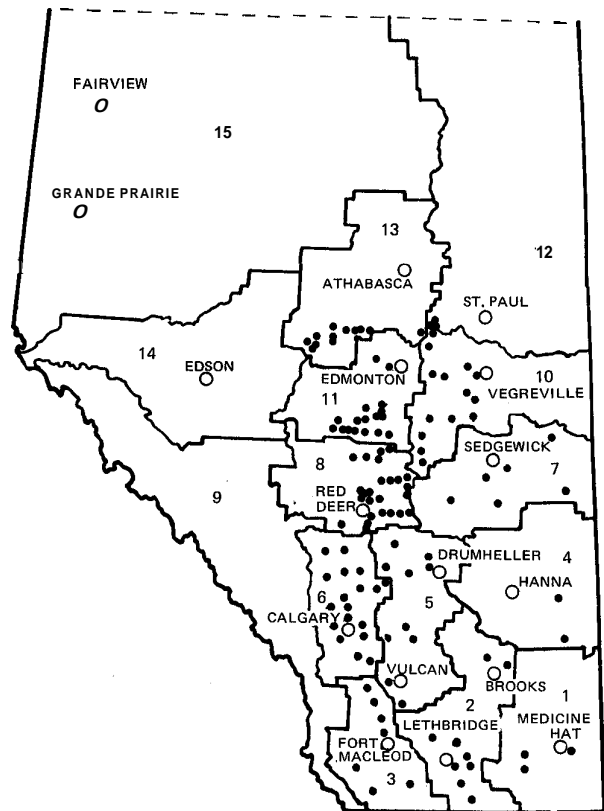 FAIRVIEW
15
GRANDE PRAIRIE
13
12
ATHABASCA
ST. PAUL
14
EDSON
EDMONTON
10
VEGREVILLE
11
SEDGEWICK
8
7
9
RED
DEER
DRUMHELLER
4
HANNA
6
5
CALGARY
VULCAN
BROOKS
1
2
LETHBRIDGE
MEDICINE
HAT
FORT
MACLEOD
3